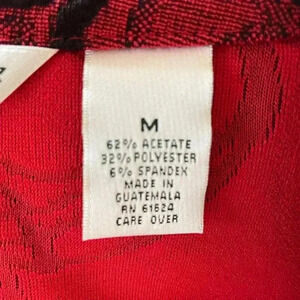 M
62% ACETATE
32% POLYESTER
6% SPANDEX
MADE IN
GUATEMALA
RN 61624
CARE OVER